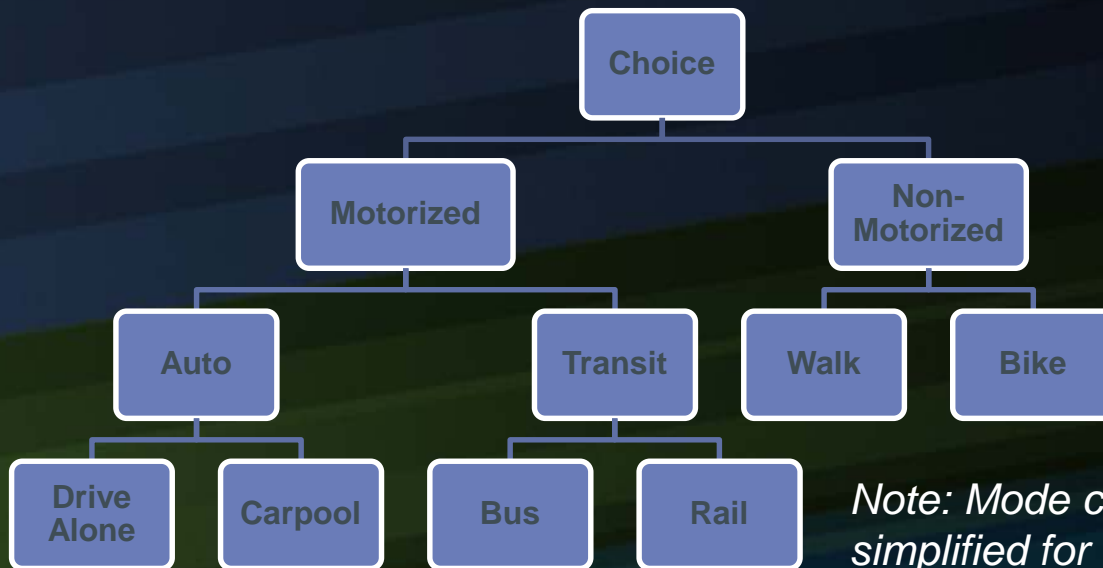 Choice
Motorized
Non-
Motorized
Auto
Transit
Walk
Bike
Drive
Alone
Carpool
Bus
Rail
Note: Mode c
simplified for